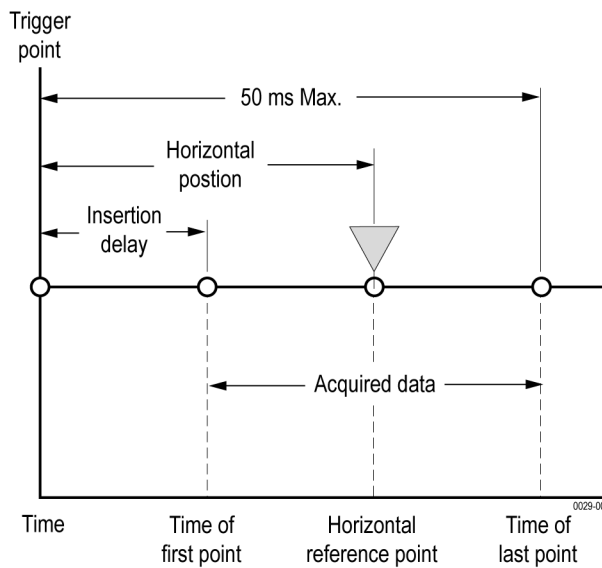 Trigger
point
50 ms Max.
Horizontal
postion
Insertion
delay
Acquired data
Time
Time of
first point
Horizontal
reference point
Time of
last point